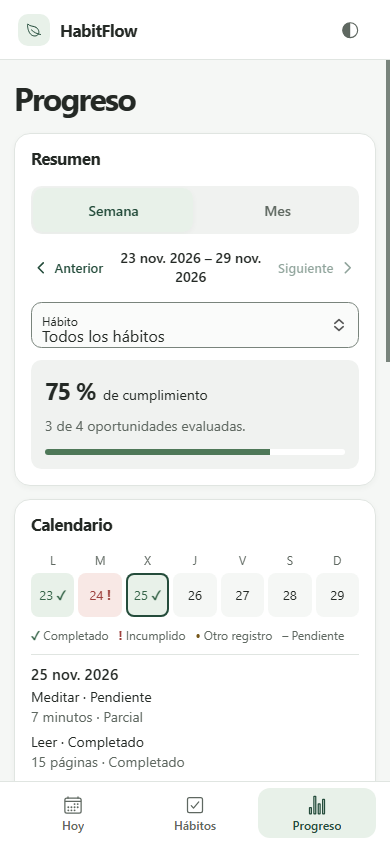 HabitFlow
Progreso
Resumen
Semana
Mes
Anterior
23 nov. 2026 – 29 nov.
2026
Siguiente
Hábito
Todos los hábitos
75 % de cumplimiento
3 de 4 oportunidades evaluadas.
Calendario
L M X J V S D
23 ✓ 24 ! 25 ✓ 26 27 28 29
✓ Completado ! Incumplido • Otro registro – Pendiente
25 nov. 2026
Meditar · Pendiente
7 minutos · Parcial
Leer · Completado
15 páginas · Completado
Hoy
Hábitos
Progreso